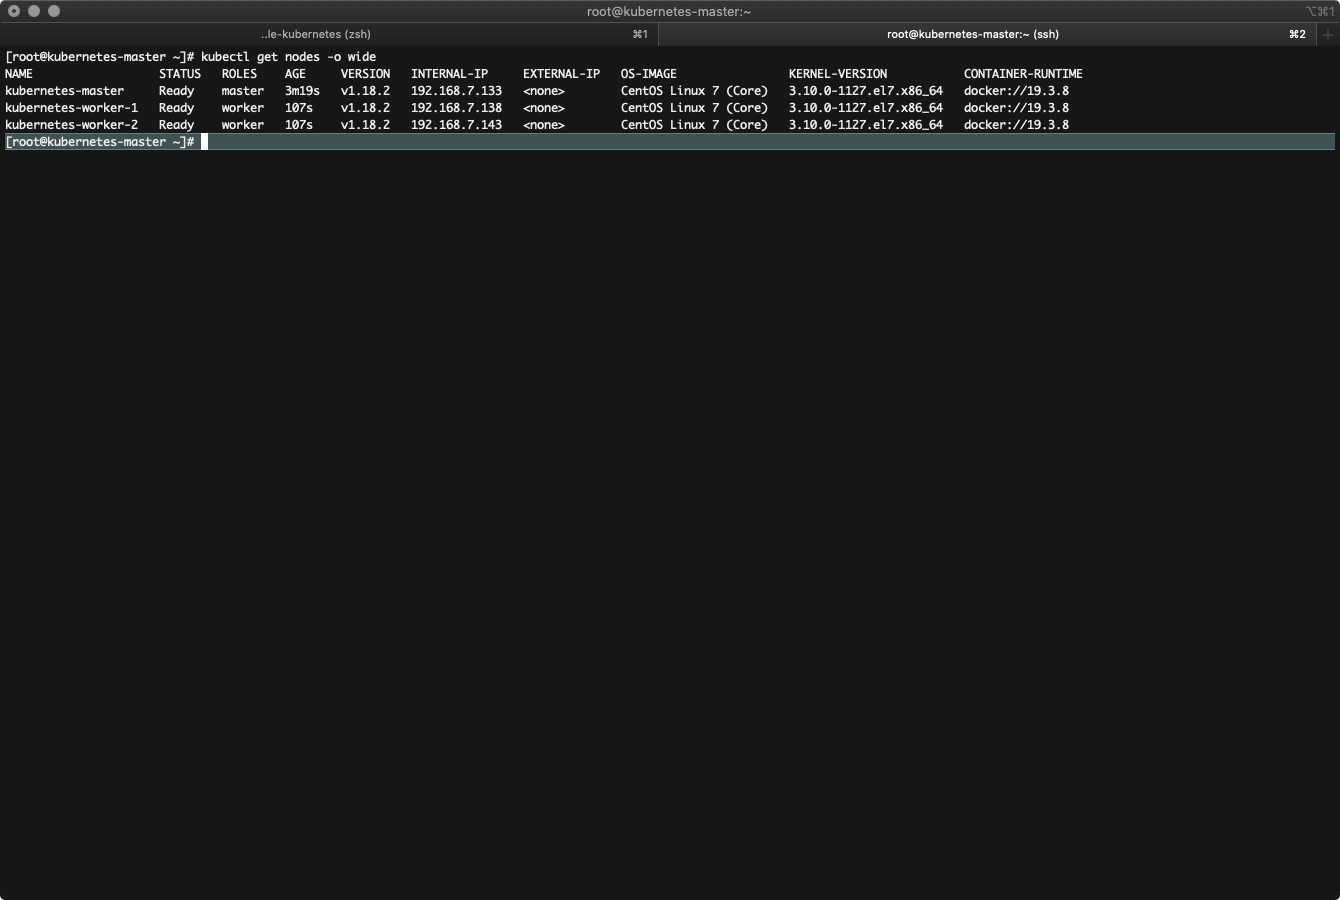 root@kubernetes-master:~
⌥⌘1
..le-kubernetes (zsh) ⌘1 root@kubernetes-master:~ (ssh) ⌘2 +
[root@kubernetes-master ~]# kubectl get nodes -o wide
NAME STATUS ROLES AGE VERSION INTERNAL-IP EXTERNAL-IP OS-IMAGE KERNEL-VERSION CONTAINER-RUNTIME
kubernetes-master Ready master 3m19s v1.18.2 192.168.7.133 <none> CentOS Linux 7 (Core) 3.10.0-1127.el7.x86_64 docker://19.3.8
kubernetes-worker-1 Ready worker 107s v1.18.2 192.168.7.138 <none> CentOS Linux 7 (Core) 3.10.0-1127.el7.x86_64 docker://19.3.8
kubernetes-worker-2 Ready worker 107s v1.18.2 192.168.7.143 <none> CentOS Linux 7 (Core) 3.10.0-1127.el7.x86_64 docker://19.3.8
[root@kubernetes-master ~]#